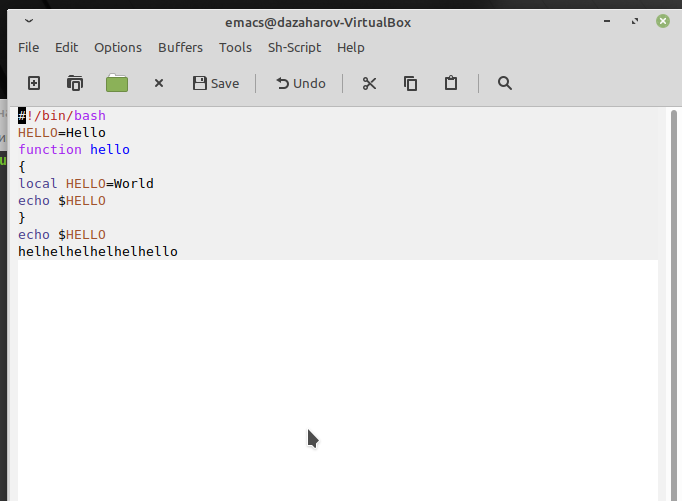 emacs@dazaharov-VirtualBox
File Edit Options Buffers Tools Sh-Script Help
Save Undo
#!/bin/bash
HELLO=Hello
function hello
{
local HELLO=World
echo $HELLO
}
echo $HELLO
helhelhelhelhelhello